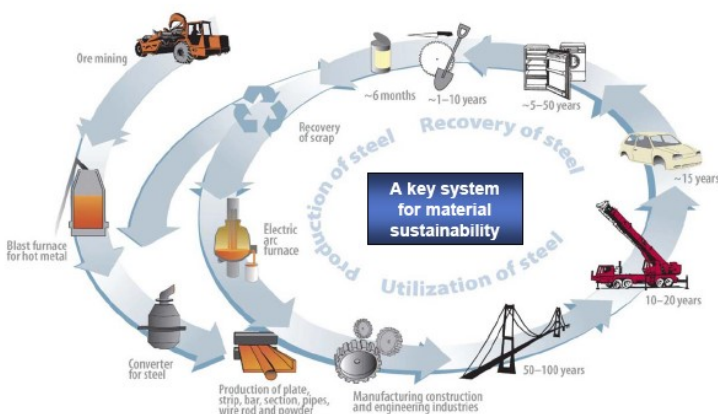 Ore mining
~6 months
~1–10 years
~5–50 years
Recovery
of scrap
Production of steel
Recovery of steel
~15 years
A key system
for material
sustainability
Blast furnace
for hot metal
Electric
arc
furnace
Utilization of steel
10–20 years
Converter
for steel
50–100 years
Production of plate,
strip, bar, section, pipes,
wire rod and powder
Manufacturing construction
and engineering industries